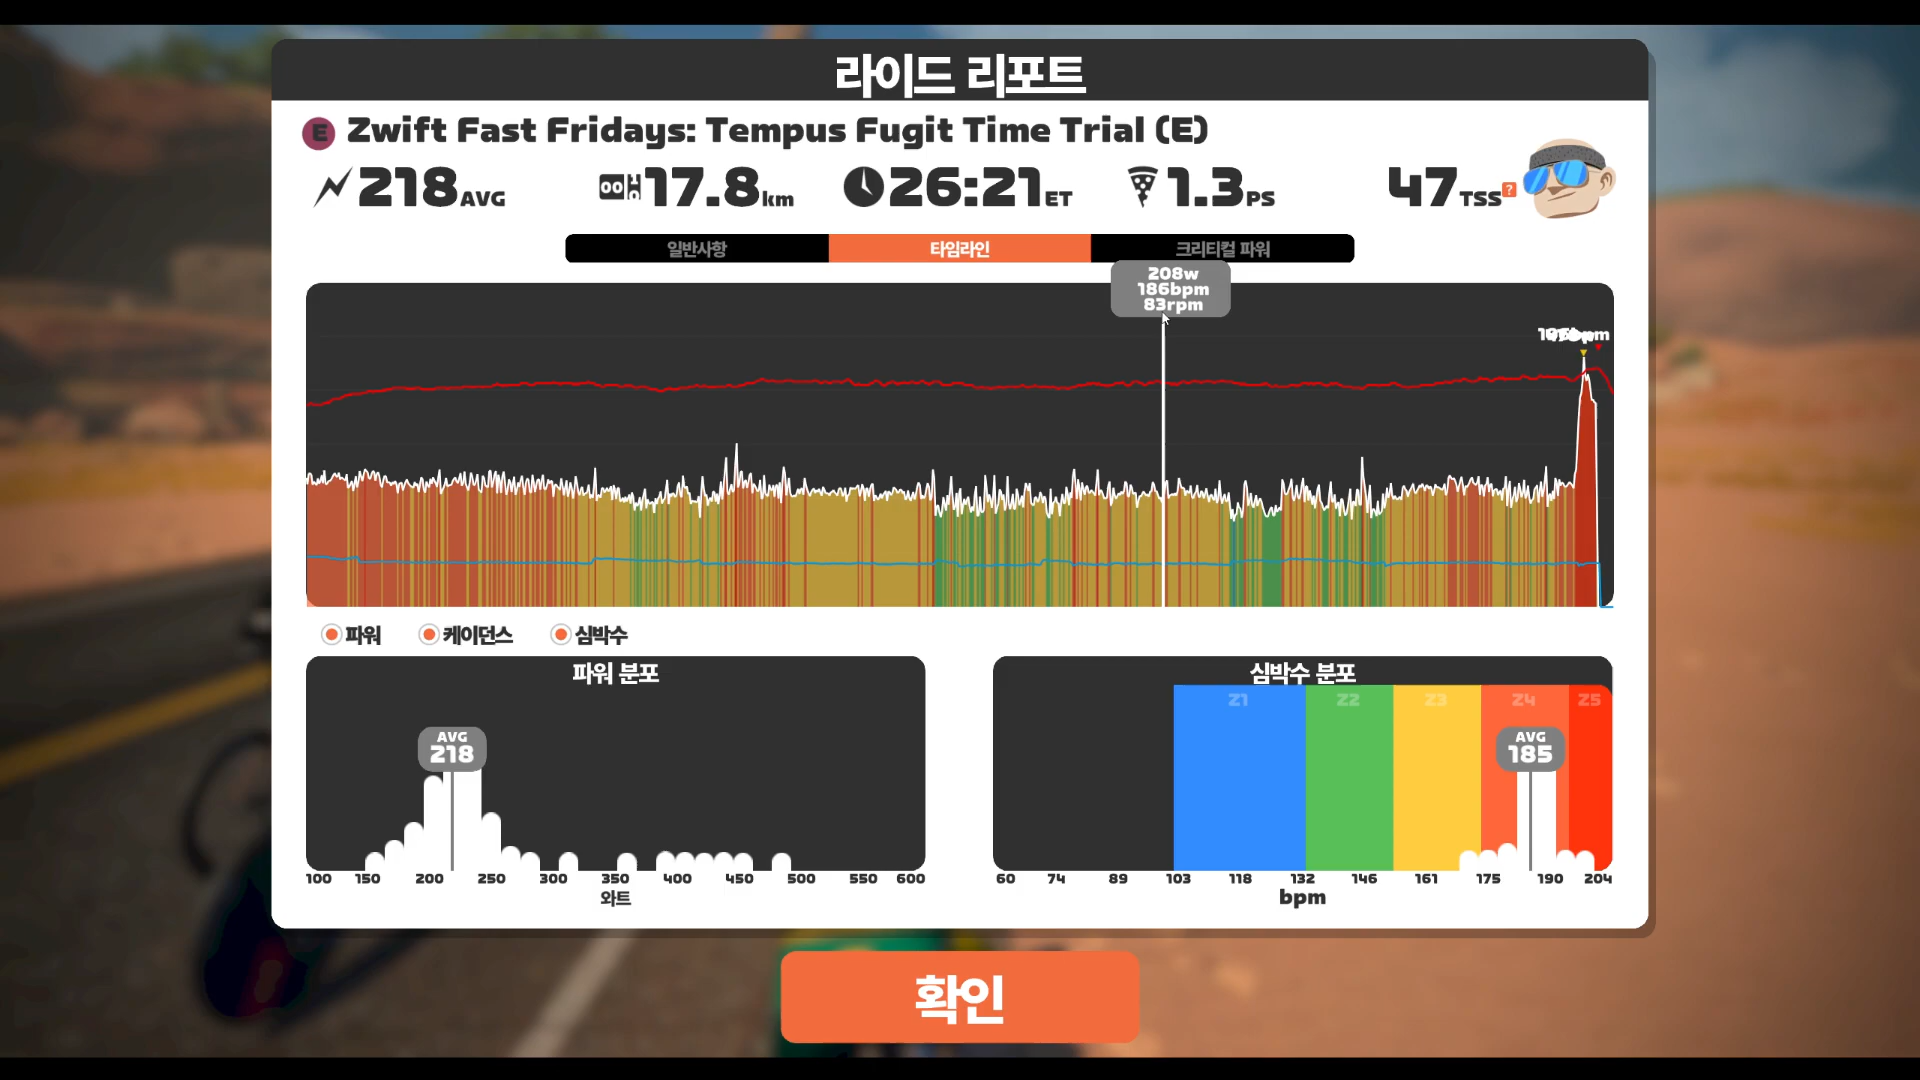 라이드 리포트
E Zwift Fast Fridays: Tempus Fugit Time Trial (E)
218AVG 17.8km 26:21ET 1.3PS 47TSS?
일반사항 타임라인 크리티컬 파워
208w
186bpm
83rpm
파워 케이던스 심박수
파워 분포
AVG
218
100 150 200 250 300 350 400 450 500 550 600
와트
심박수 분포
Z1 Z2 Z3 Z4 Z5
AVG
185
60 74 89 103 118 132 146 161 175 190 204
bpm
확인